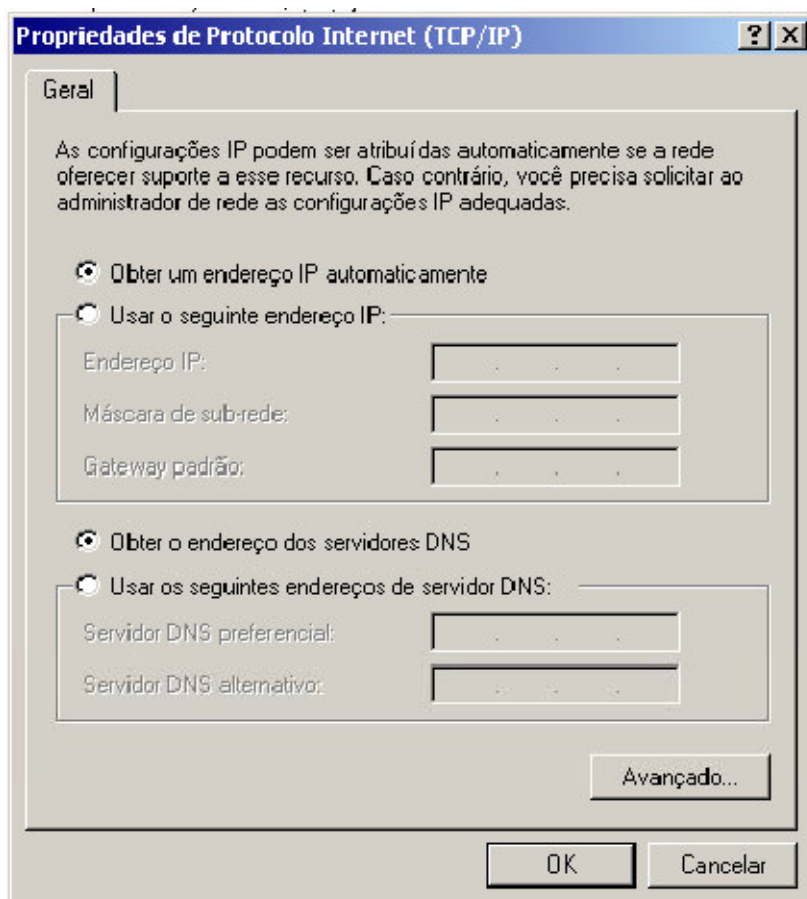 Propriedades de Protocolo Internet (TCP/IP)
Geral
As configurações IP podem ser atribuídas automaticamente se a rede
oferecer suporte a esse recurso. Caso contrário, você precisa solicitar ao
administrador de rede as configurações IP adequadas.
Obter um endereço IP automaticamente
Usar o seguinte endereço IP:
Endereço IP:
Máscara de sub-rede:
Gateway padrão:
Obter o endereço dos servidores DNS
Usar os seguintes endereços de servidor DNS:
Servidor DNS preferencial:
Servidor DNS alternativo:
Avançado...
OK
Cancelar